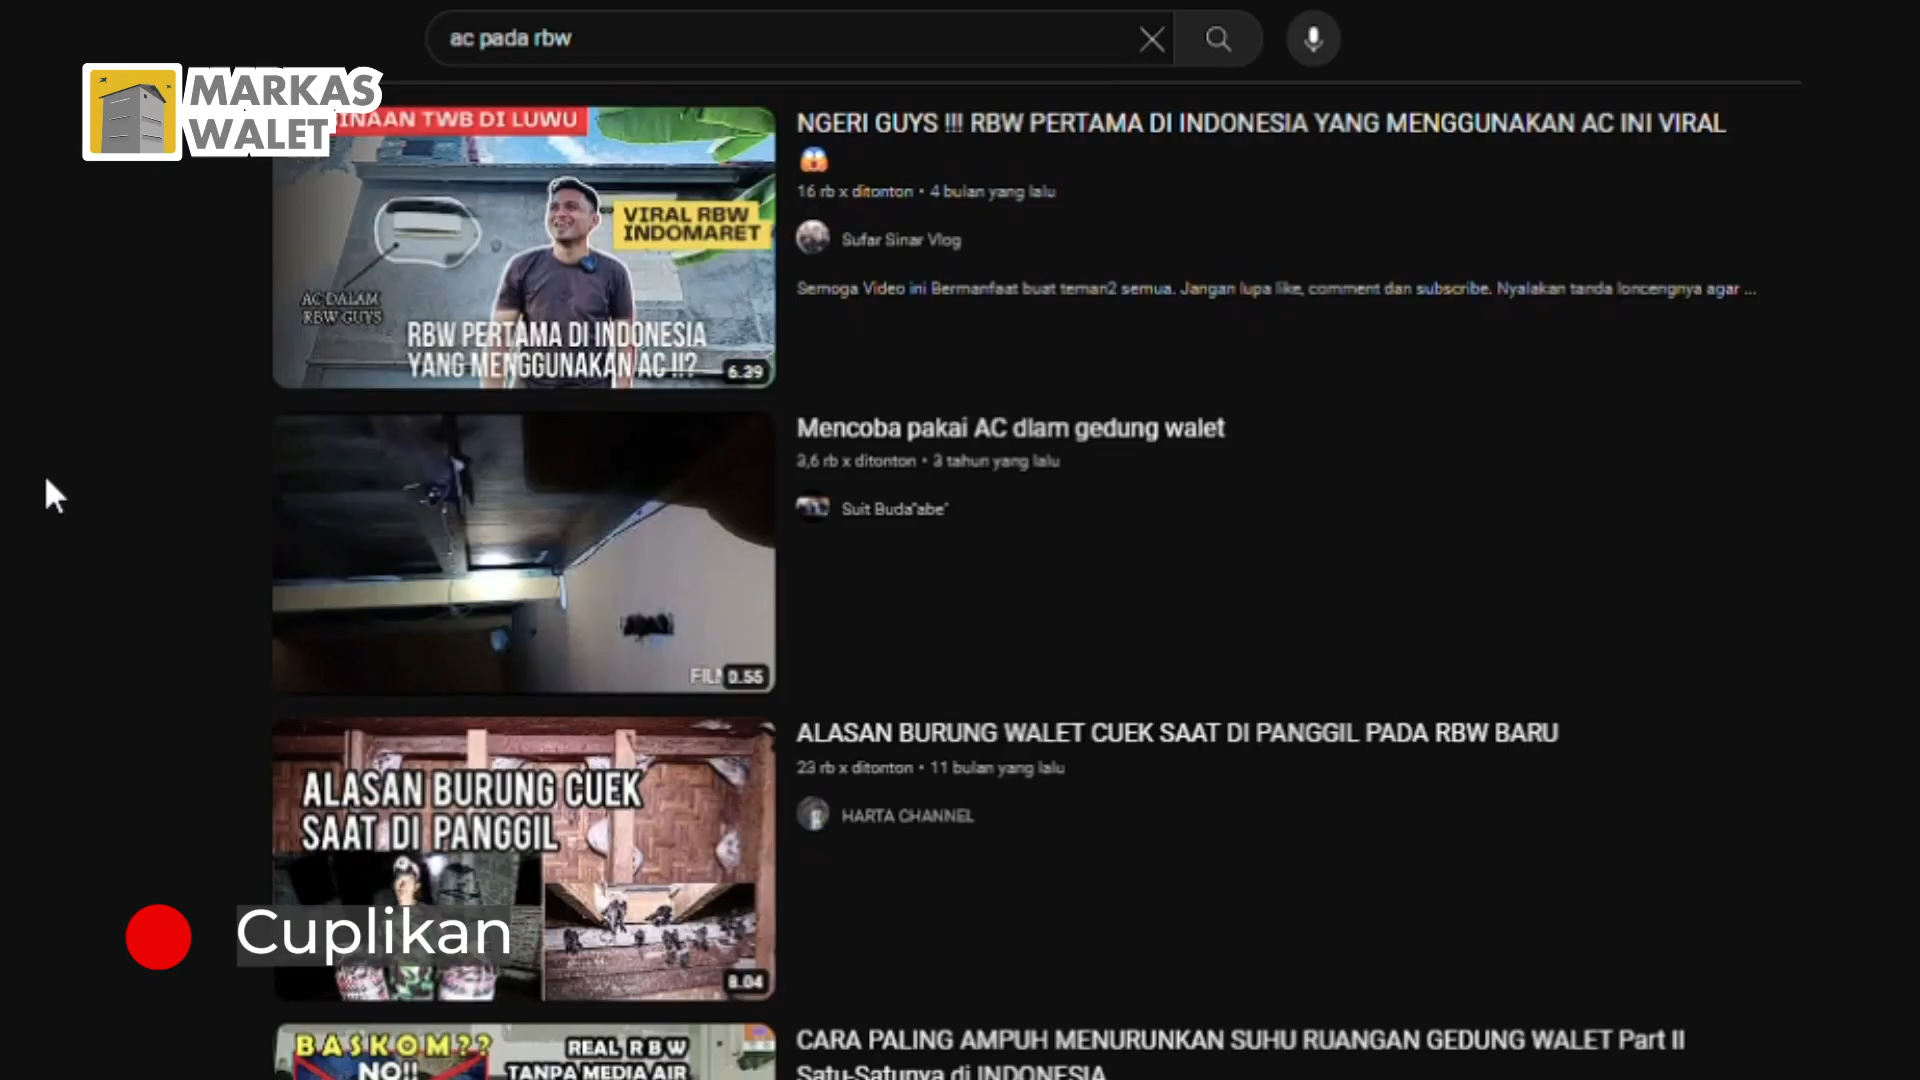 ac pada rbw
MARKAS
WALET
INAAN TWB DI LUWU
VIRAL RBW
INDOMARET
AC DALAM
RBW GUYS
RBW PERTAMA DI INDONESIA
YANG MENGGUNAKAN AC !!?
6.39
NGERI GUYS !!! RBW PERTAMA DI INDONESIA YANG MENGGUNAKAN AC INI VIRAL
😱
16 rb x ditonton • 4 bulan yang lalu
Sufar Sinar Vlog
Semoga Video ini Bermanfaat buat teman2 semua. Jangan lupa like, comment dan subscribe. Nyalakan tanda loncengnya agar ...
FIL
0.55
Mencoba pakai AC dlam gedung walet
3,6 rb x ditonton • 3 tahun yang lalu
Suit Buda"abe"
ALASAN BURUNG CUEK
SAAT DI PANGGIL
8.04
ALASAN BURUNG WALET CUEK SAAT DI PANGGIL PADA RBW BARU
23 rb x ditonton • 11 bulan yang lalu
HARTA CHANNEL
Cuplikan
BASKOM??
NO!!
REAL RBW
TANPA MEDIA AIR
CARA PALING AMPUH MENURUNKAN SUHU RUANGAN GEDUNG WALET Part II
Satu-Satunya di INDONESIA